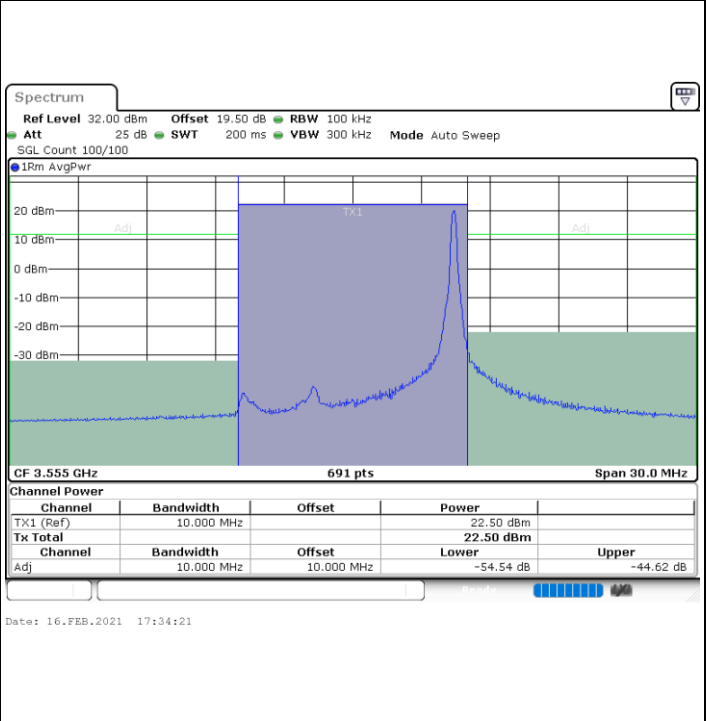 Spectrum
Ref Level 32.00 dBm Offset 19.50 dB RBW 100 kHz
Att 25 dB SWT 200 ms VBW 300 kHz Mode Auto Sweep
SGL Count 100/100
1Rm AvgPwr
20 dBm
TX1
Adj Adj
10 dBm
0 dBm
-10 dBm
-20 dBm
-30 dBm
CF 3.555 GHz 691 pts Span 30.0 MHz
Channel Power
Channel Bandwidth Offset Power
TX1 (Ref) 10.000 MHz 22.50 dBm
Tx Total 22.50 dBm
Channel Bandwidth Offset Lower Upper
Adj 10.000 MHz 10.000 MHz -54.54 dB -44.62 dB
Ready
Date: 16.FEB.2021 17:34:21